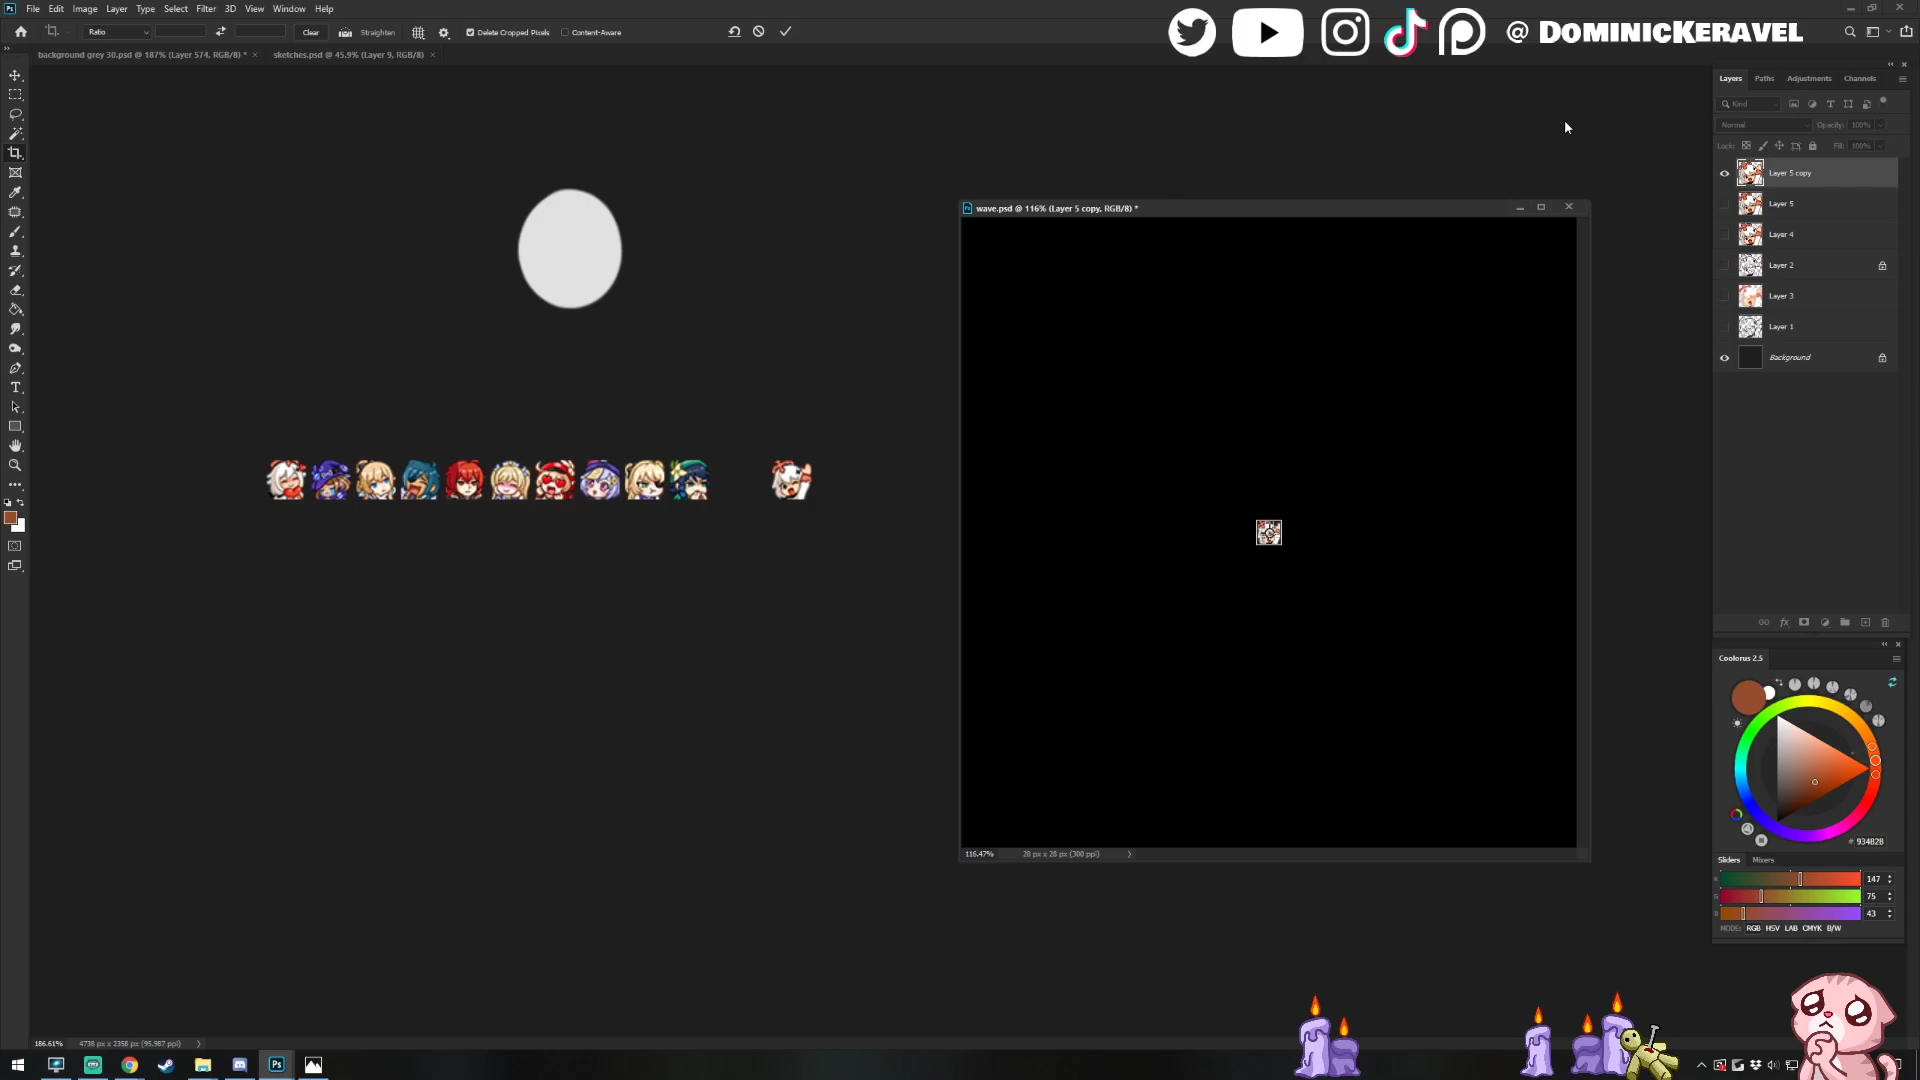 File Edit Image Layer Type Select Filter 3D View Window Help
Ratio Clear Straighten Delete Cropped Pixels Content-Aware
@ DominicKeravel
background grey 30.psd @ 187% (Layer 574, RGB/8) * × sketches.psd @ 45.9% (Layer 9, RGB/8) ×
Layers Paths Adjustments Channels
Kind
Normal Opacity: 100%
Lock: Fill: 100%
Layer 5 copy
Layer 5
Layer 4
Layer 2
Layer 3
Layer 1
Background
wave.psd @ 116% (Layer 5 copy, RGB/8) *
116.47% 28 px x 28 px (300 ppi)
Coolorus 2.5
# 934B2B
Sliders Mixers
R 147
G 75
B 43
MODE: RGB HSV LAB CMYK B/W
186.61% 4738 px x 2358 px (95.987 ppi)
Ps